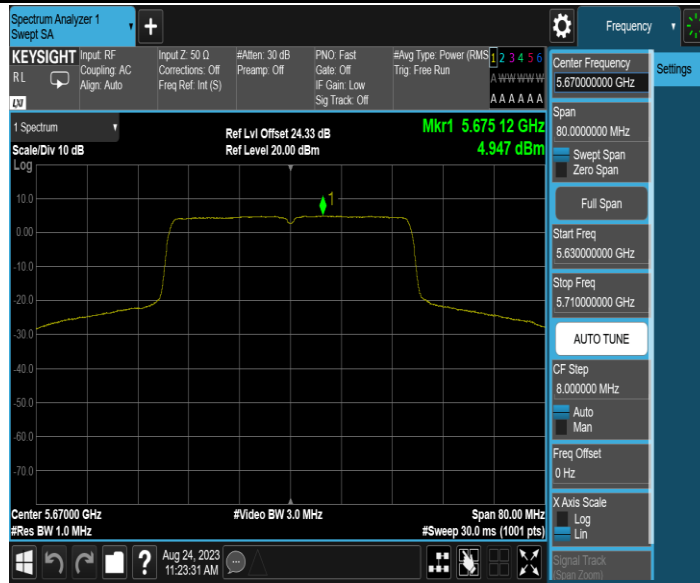 Spectrum Analyzer 1
Swept SA
+
Frequency
KEYSIGHT
RL
LXI
Input: RF
Coupling: AC
Align: Auto
Input Z: 50 Ω
Corrections: Off
Freq Ref: Int (S)
#Atten: 30 dB
Preamp: Off
PNO: Fast
Gate: Off
IF Gain: Low
Sig Track: Off
#Avg Type: Power (RMS
Trig: Free Run
1 2 3 4 5 6
A W W W W W
A A A A A A
1 Spectrum
Scale/Div 10 dB
Log
Ref Lvl Offset 24.33 dB
Ref Level 20.00 dBm
Mkr1 5.675 12 GHz
4.947 dBm
1
10.0
0.00
-10.0
-20.0
-30.0
-40.0
-50.0
-60.0
-70.0
Center 5.67000 GHz
#Res BW 1.0 MHz
#Video BW 3.0 MHz
Span 80.00 MHz
#Sweep 30.0 ms (1001 pts)
Aug 24, 2023
11:23:31 AM
Center Frequency
5.670000000 GHz
Settings
Span
80.0000000 MHz
Swept Span
Zero Span
Full Span
Start Freq
5.630000000 GHz
Stop Freq
5.710000000 GHz
AUTO TUNE
CF Step
8.000000 MHz
Auto
Man
Freq Offset
0 Hz
X Axis Scale
Log
Lin
Signal Track
(Span Zoom)